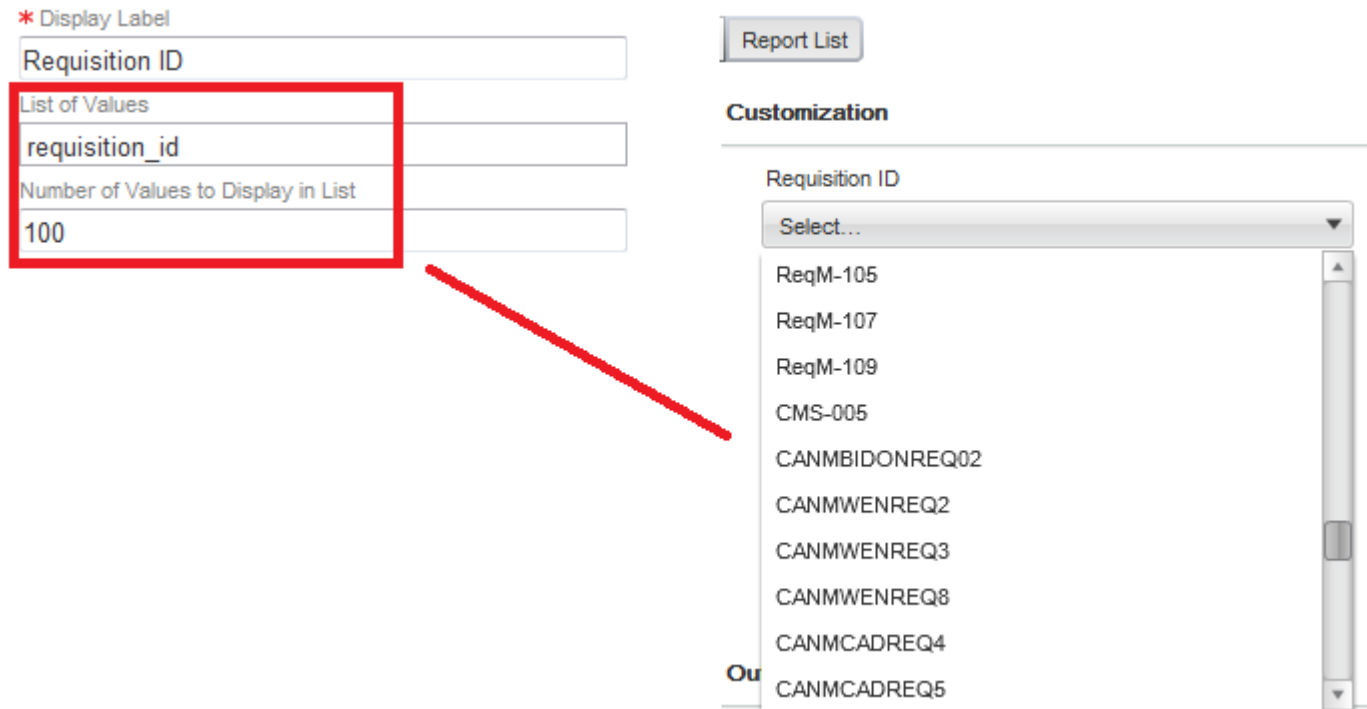 * Display Label
Requisition ID
List of Values
requisition_id
Number of Values to Display in List
100
Report List
Customization
Requisition ID
Select...
ReqM-105
ReqM-107
ReqM-109
CMS-005
CANMBIDONREQ02
CANMWENREQ2
CANMWENREQ3
CANMWENREQ8
CANMCADREQ4
CANMCADREQ5
Ou